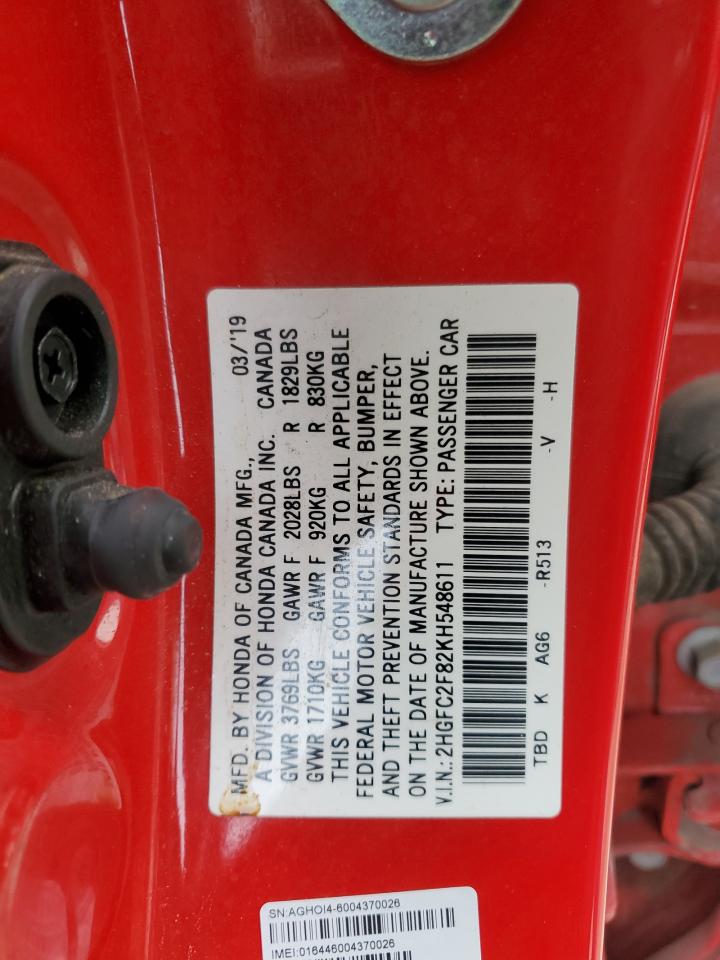 MFD. BY HONDA OF CANADA MFG., 03/'19
A DIVISION OF HONDA CANADA INC. CANADA
GVWR 3769LBS GAWR F 2028LBS R 1829LBS
GVWR 1710KG GAWR F 920KG R 830KG
THIS VEHICLE CONFORMS TO ALL APPLICABLE
FEDERAL MOTOR VEHICLE SAFETY, BUMPER,
AND THEFT PREVENTION STANDARDS IN EFFECT
ON THE DATE OF MANUFACTURE SHOWN ABOVE.
V.I.N.: 2HGFC2F82KH548611 TYPE: PASSENGER CAR
TBD K AG6 -R513 -V -H
SN:AGHOI4-6004370026
IMEI:016446004370026